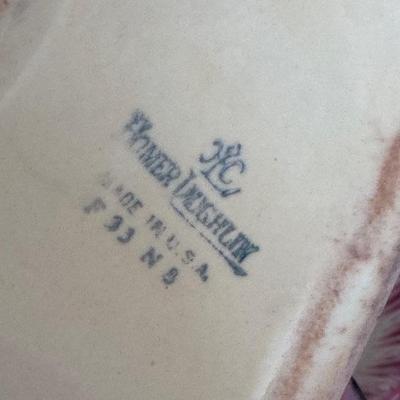 HLC
HOMER LAUGHLIN
MADE IN U.S.A.
F 33 N 8